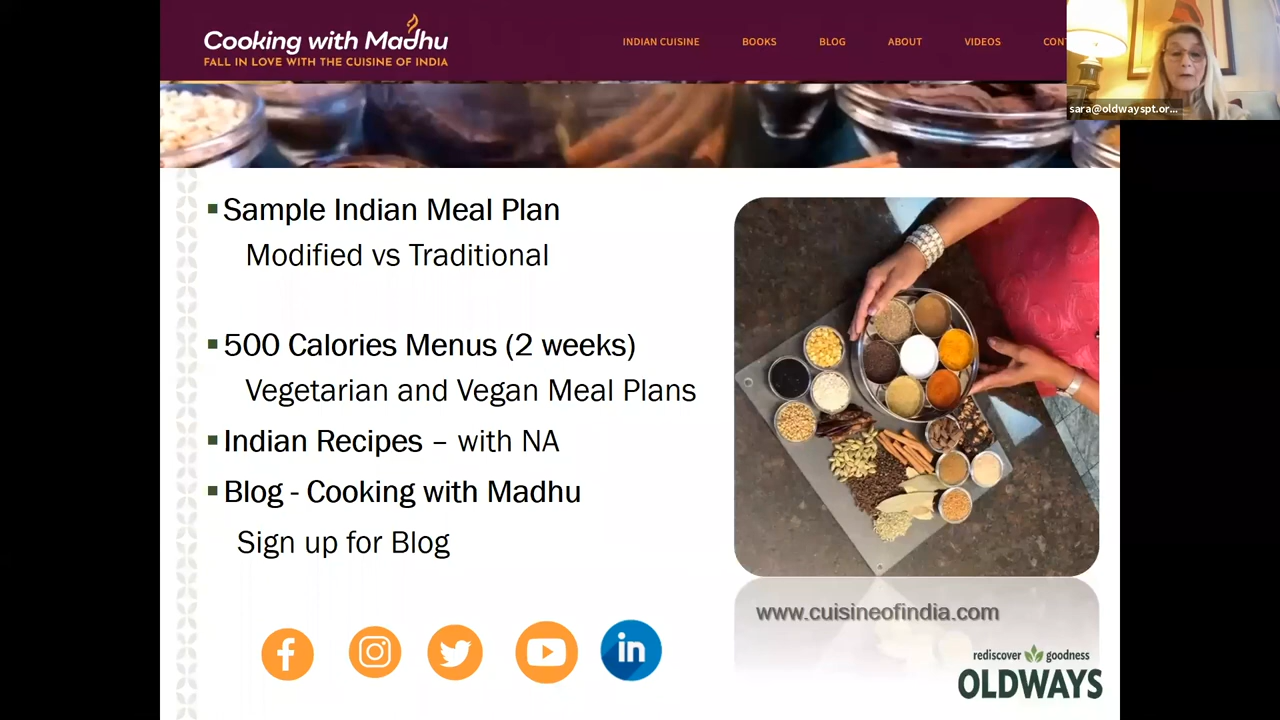 Cooking with Madhu
FALL IN LOVE WITH THE CUISINE OF INDIA
INDIAN CUISINE BOOKS BLOG ABOUT VIDEOS CON
sara@oldwayspt.or...
Sample Indian Meal Plan
Modified vs Traditional
500 Calories Menus (2 weeks)
Vegetarian and Vegan Meal Plans
Indian Recipes – with NA
Blog - Cooking with Madhu
Sign up for Blog
www.cuisineofindia.com
rediscover goodness
OLDWAYS